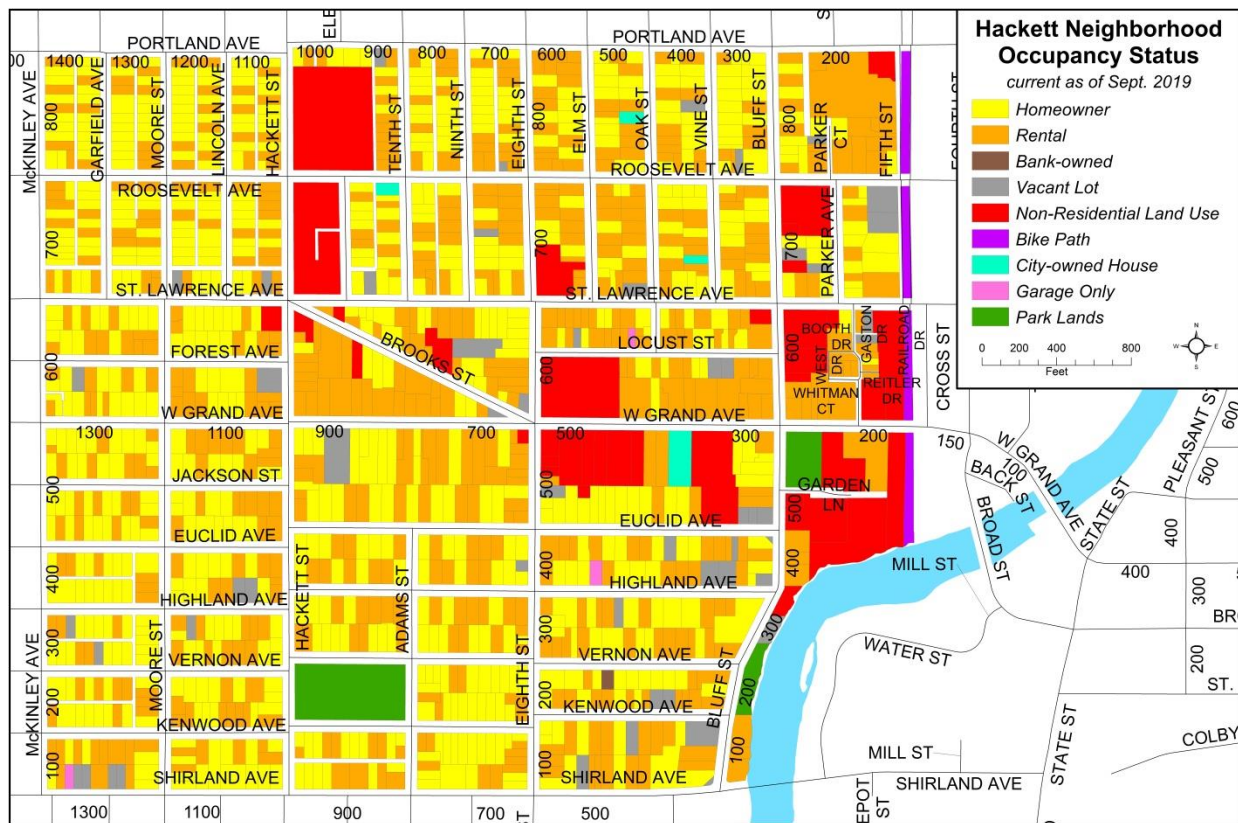 Hackett Neighborhood
Occupancy Status
current as of Sept. 2019
Homeowner
Rental
Bank-owned
Vacant Lot
Non-Residential Land Use
Bike Path
City-owned House
Garage Only
Park Lands
N
W E
S
0 200 400 600 800
Feet
PORTLAND AVE
PORTLAND AVE
1400 1300 1200 1100 1000 900 800 700 600 500 400 300 200
McKINLEY AVE
800
GARFIELD AVE
MOORE ST
LINCOLN AVE
HACKETT ST
TENTH ST
NINTH ST
EIGHTH ST
800
ELM ST
OAK ST
VINE ST
BLUFF ST
800
PARKER CT
FIFTH ST
ROOSEVELT AVE
ROOSEVELT AVE
700
700
700
PARKER AVE
ST. LAWRENCE AVE
ST. LAWRENCE AVE
FOREST AVE
BROOKS ST
LOCUST ST
600
600
600
BOOTH DR
WEST DR
GASTON DR
RAILROAD DR
REITLER DR
WHITMAN CT
CROSS ST
W GRAND AVE
W GRAND AVE
1300 1100 900 700 500 300 200 150
W GRAND AVE
100
BACK ST
PLEASANT ST
600
500
JACKSON ST
500
500
GARDEN LN
500
EUCLID AVE
EUCLID AVE
BROAD ST
STATE ST
400
400
400
400
HIGHLAND AVE
HIGHLAND AVE
400
MILL ST
300
HACKETT ST
ADAMS ST
300
300
300
VERNON AVE
VERNON AVE
WATER ST
McKINLEY AVE
MOORE ST
EIGHTH ST
BLUFF ST
200
ST.
200
200
200
KENWOOD AVE
KENWOOD AVE
100
100
100
SHIRLAND AVE
SHIRLAND AVE
MILL ST
SHIRLAND AVE
STATE ST
COLBY
1300 1100 900 700 500